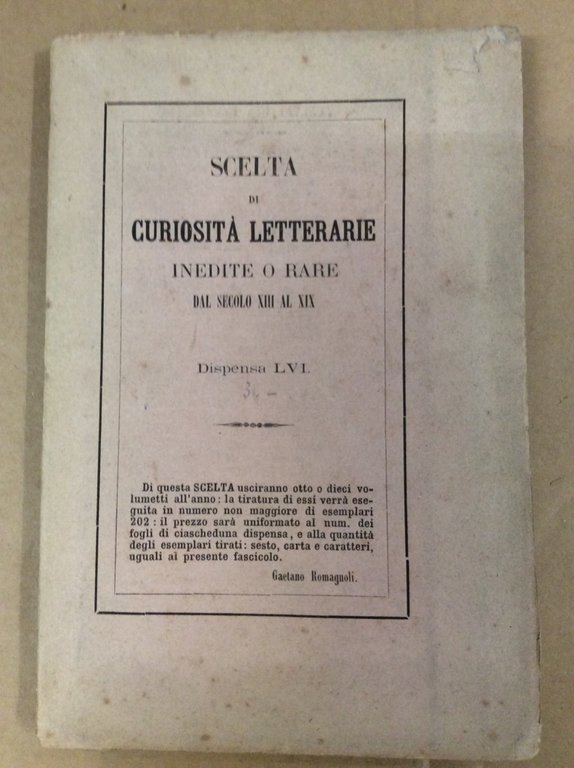 SCELTA
DI
CURIOSITÀ LETTERARIE
INEDITE O RARE
DAL SECOLO XIII AL XIX
Dispensa LVI.
Di questa SCELTA usciranno otto o dieci vo-
lumetti all'anno: la tiratura di essi verrà ese-
guita in numero non maggiore di esemplari
202: il prezzo sarà uniformato al num. dei
fogli di ciascheduna dispensa, e alla quantità
degli esemplari tirati: sesto, carta e caratteri,
uguali al presente fascicolo.
Gaetano Romagnoli.